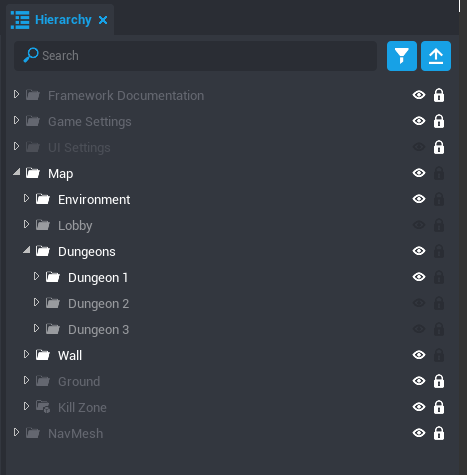 Hierarchy
Search
Framework Documentation
Game Settings
UI Settings
Map
Environment
Lobby
Dungeons
Dungeon 1
Dungeon 2
Dungeon 3
Wall
Ground
Kill Zone
NavMesh